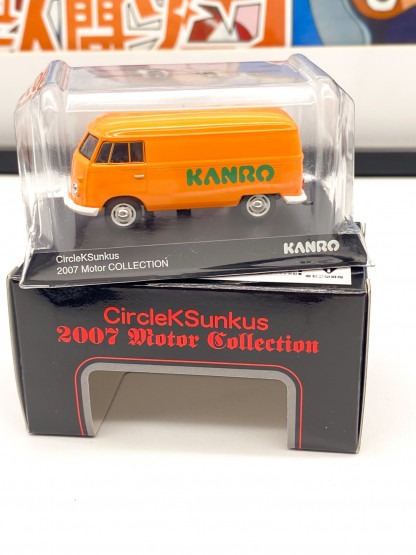 KANRO
CircleKSunkus
2007 Motor COLLECTION
KANRO
CircleKSunkus
2007 Motor Collection